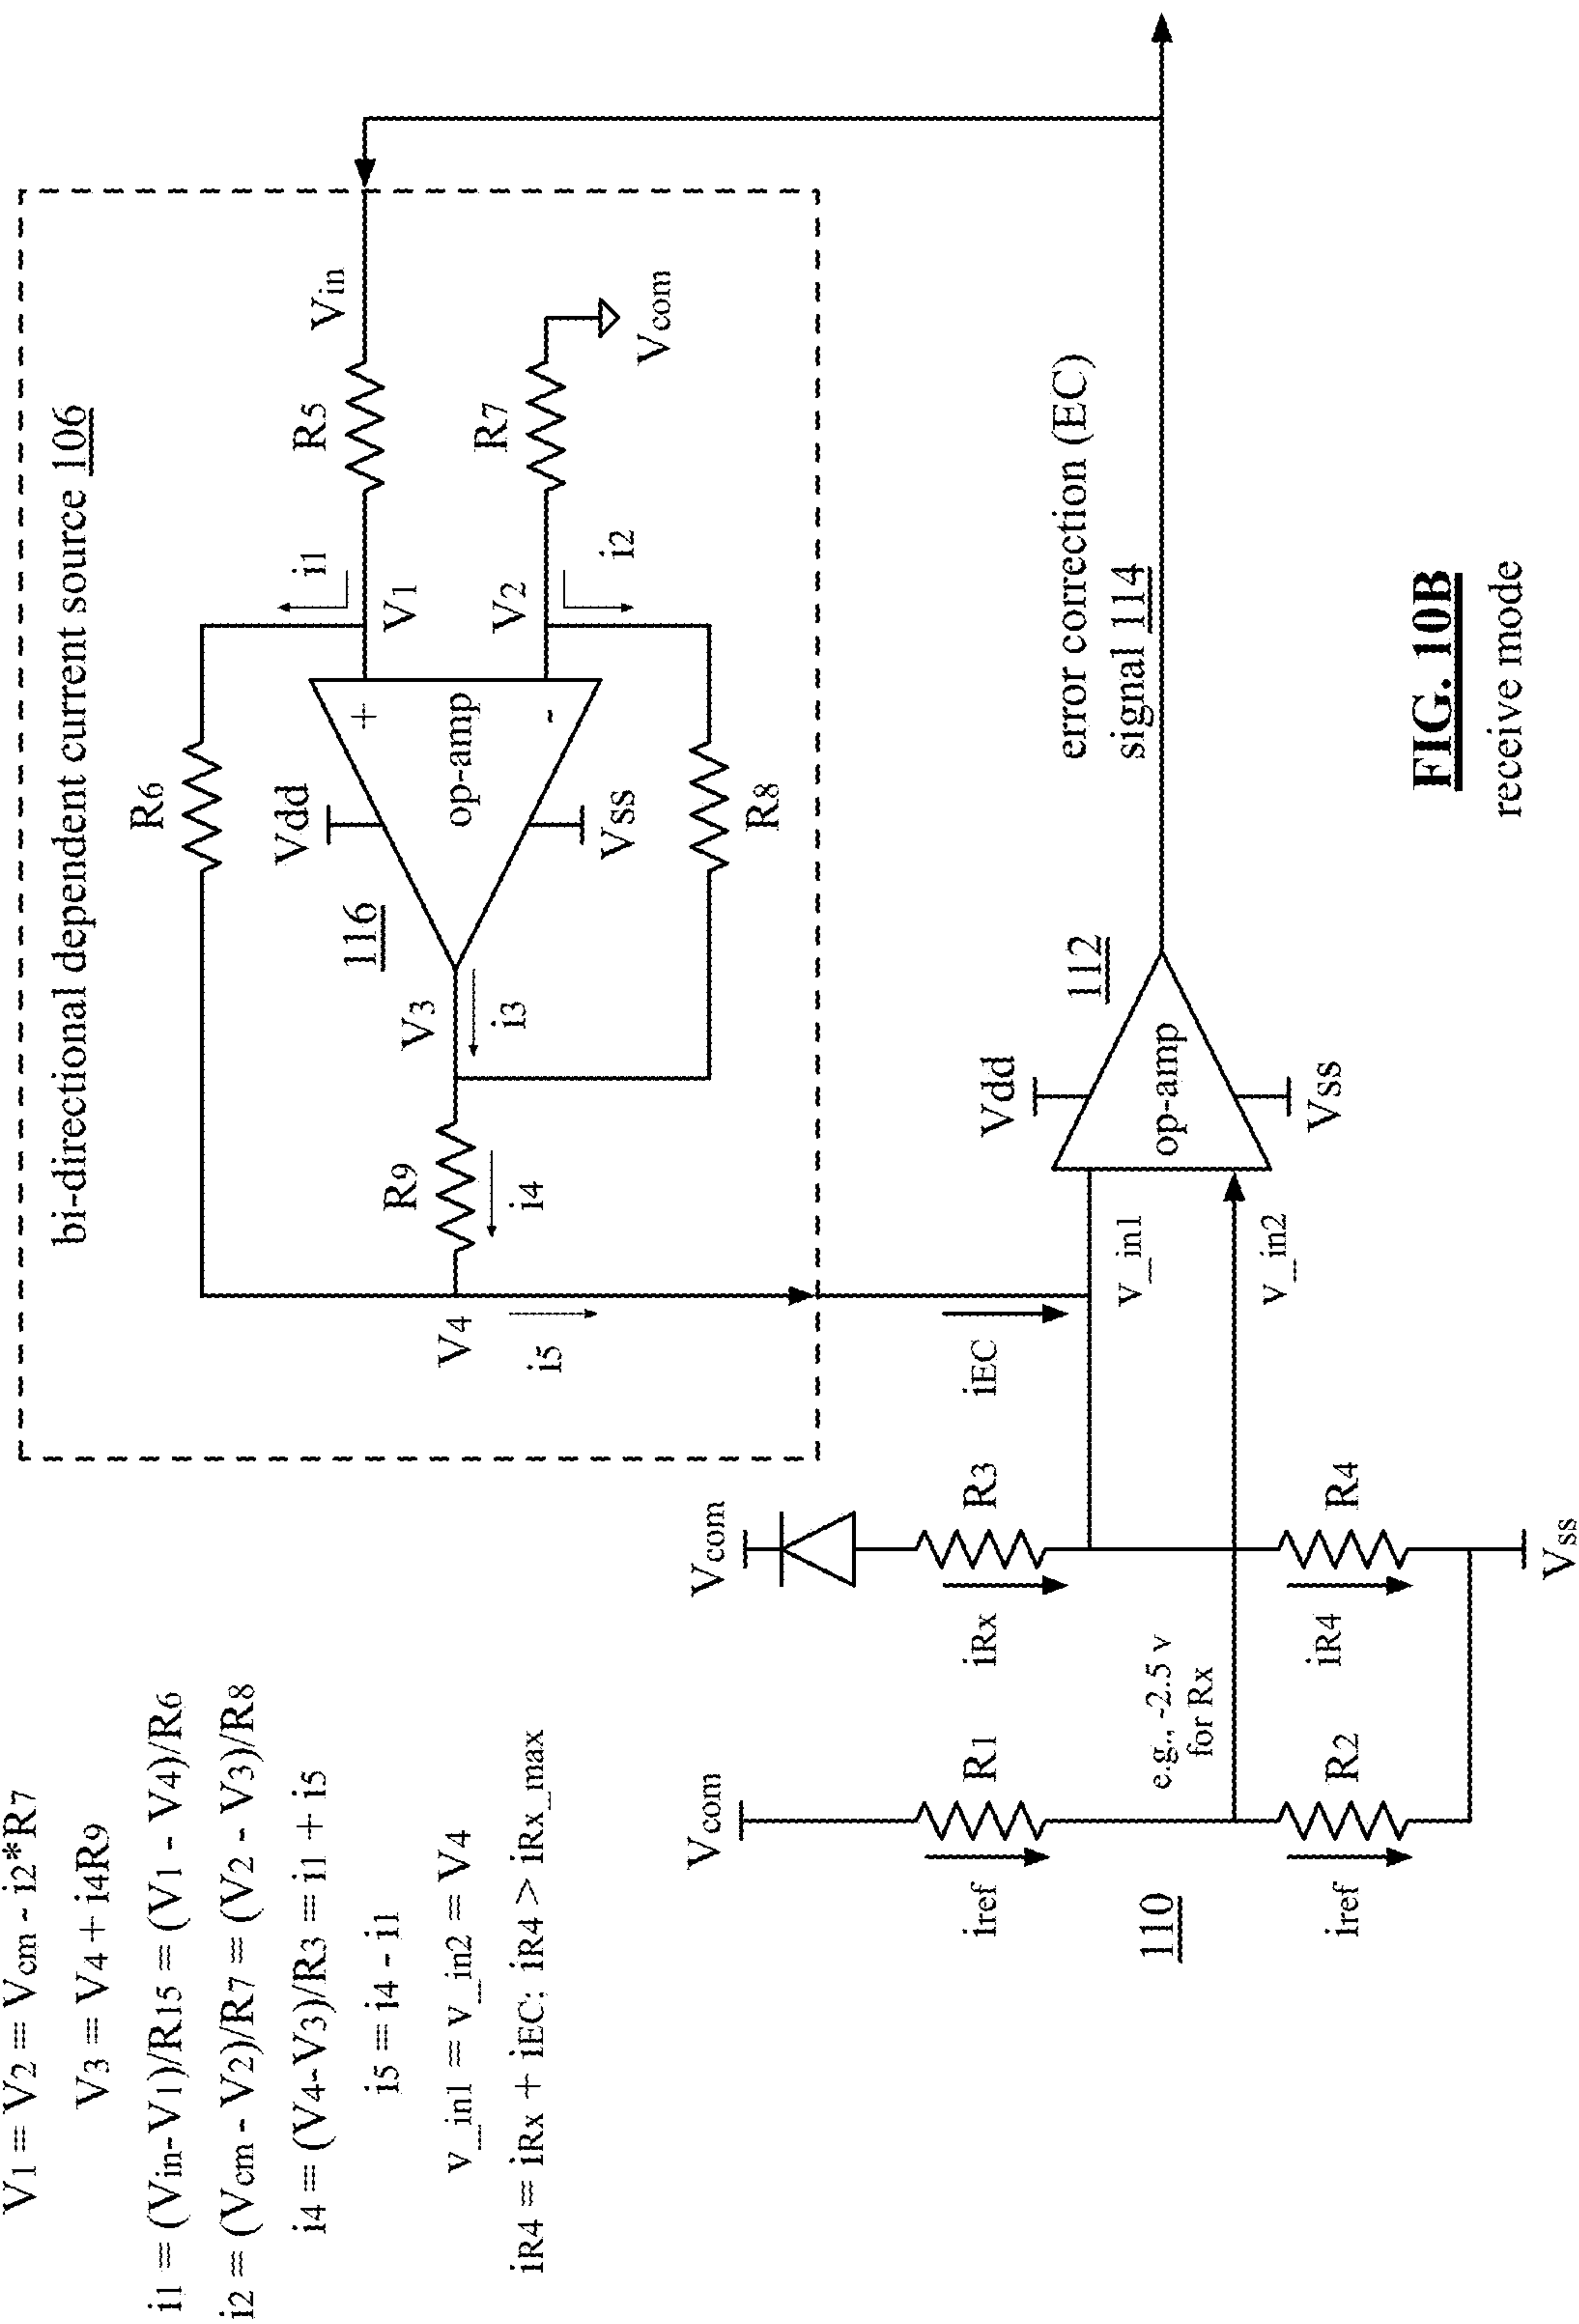 V1 = V2 = Vcm - i2*R7
V3 = V4 + i4R9
i1 = (Vin-V1)/R15 = (V1 - V4)/R6
i2 = (Vcm - V2)/R7 = (V2 - V3)/R8
i4 = (V4-V3)/R3 = i1 + i5
i5 = i4 - i1
v_in1 = v_in2 = V4
iR4 = iRx + iEC; iR4 > iRx_max
bi-directional dependent current source 106
R6
i1
R5
Vin
V1
Vdd
116
+
op-amp
-
V3
i3
R9
i4
V4
i5
V2
i2
R7
Vcom
Vss
R8
iEC
Vcom
R3
iRx
Vcom
R1
iref
e.g., -2.5 v
for Rx
R2
iref
110
R4
iR4
Vss
v_in1
v_in2
Vdd
112
op-amp
Vss
error correction (EC)
signal 114
FIG. 10B
receive mode